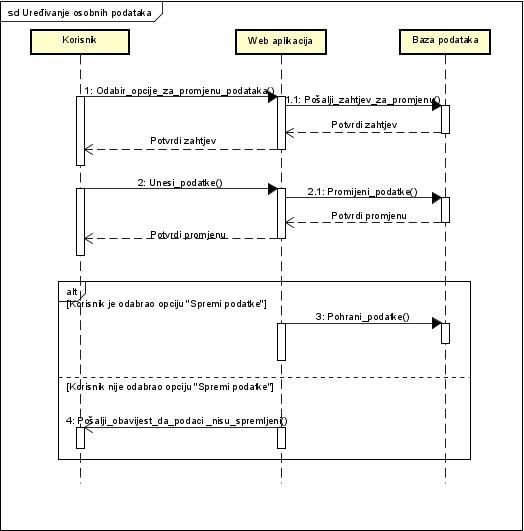 sd Uređivanje osobnih podataka
Korisnik
Web aplikacija
Baza podataka
1: Odabir_opcije_za_promjenu_podataka()
1.1: Pošalji_zahtjev_za_promjenu()
Potvrdi zahtjev
Potvrdi zahtjev
2: Unesi_podatke()
2.1: Promijeni_podatke()
Potvrdi promjenu
Potvrdi promjenu
alt
[Korisnik je odabrao opciju "Spremi podatke"]
3: Pohrani_podatke()
[Korisnik nije odabrao opciju "Spremi podatke"]
4: Pošalji_obavijest_da_podaci_nisu_spremljeni()